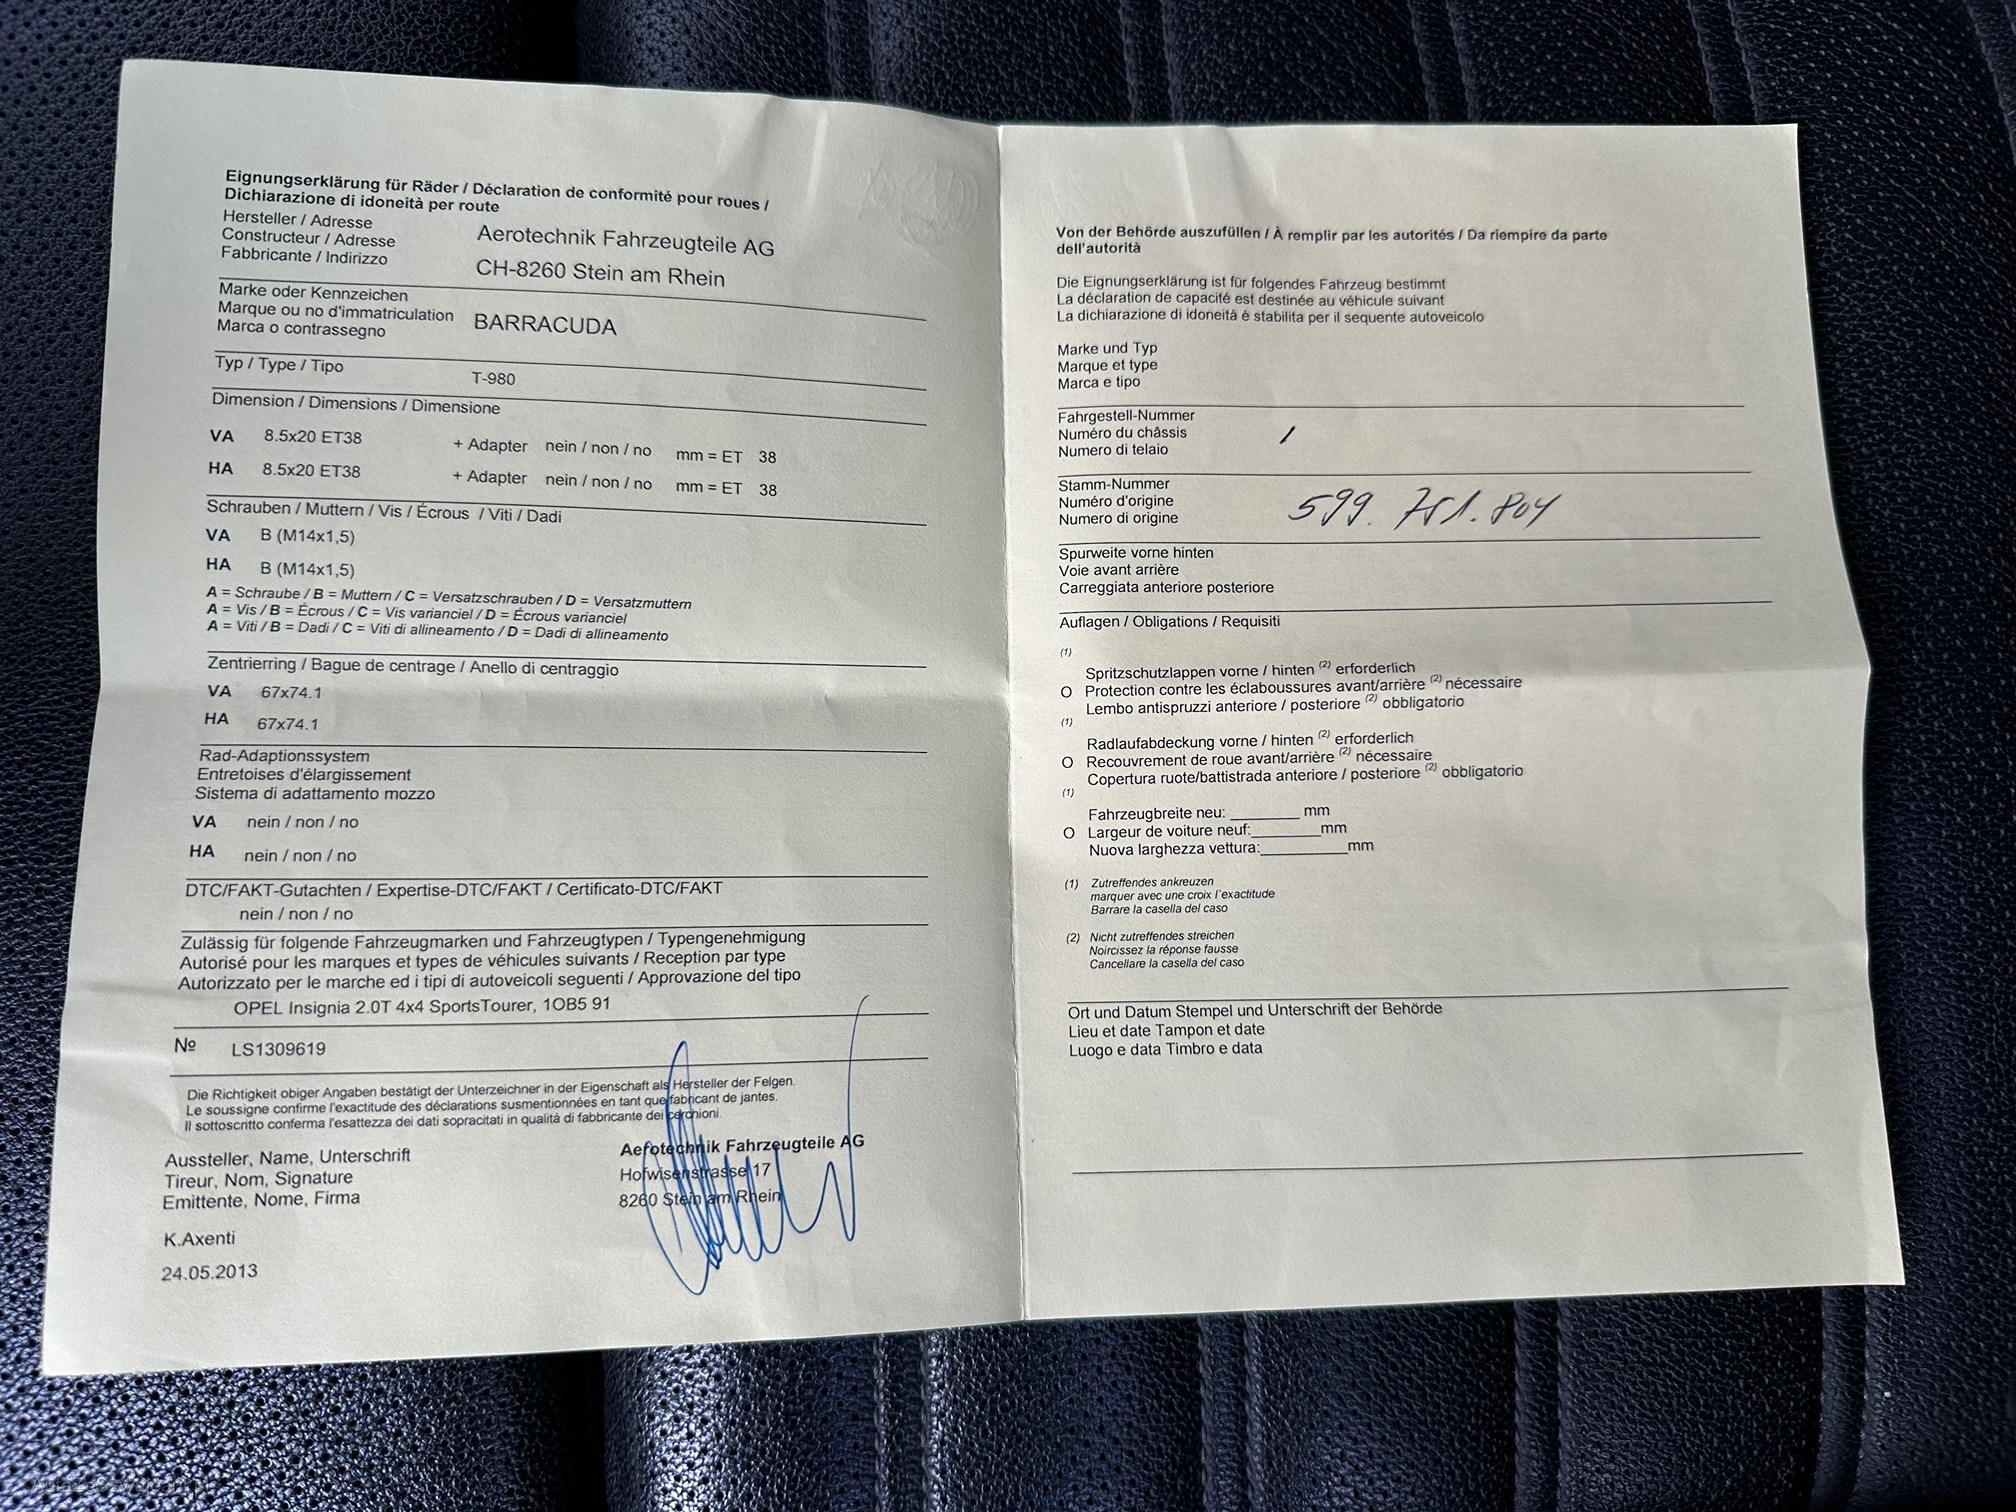 Eignungserklärung für Räder / Déclaration de conformité pour roues /
Dichiarazione di idoneità per route
Hersteller / Adresse
Constructeur / Adresse
Fabbricante / Indirizzo
Aerotechnik Fahrzeugteile AG
CH-8260 Stein am Rhein
Marke oder Kennzeichen
Marque ou no d'immatriculation
Marca o contrassegno
BARRACUDA
Typ / Type / Tipo
T-980
Dimension / Dimensions / Dimensione
VA 8.5x20 ET38 + Adapter nein / non / no mm = ET 38
HA 8.5x20 ET38 + Adapter nein / non / no mm = ET 38
Schrauben / Muttern / Vis / Écrous / Viti / Dadi
VA B (M14x1,5)
HA B (M14x1,5)
A = Schraube / B = Muttern / C = Versatzschrauben / D = Versatzmuttern
A = Vis / B = Écrous / C = Vis varianciel / D = Écrous varianciel
A = Viti / B = Dadi / C = Viti di allineamento / D = Dadi di allineamento
Zentrierring / Bague de centrage / Anello di centraggio
VA 67x74.1
HA 67x74.1
Rad-Adaptionssystem
Entretoises d'élargissement
Sistema di adattamento mozzo
VA nein / non / no
HA nein / non / no
DTC/FAKT-Gutachten / Expertise-DTC/FAKT / Certificato-DTC/FAKT
nein / non / no
Zulässig für folgende Fahrzeugmarken und Fahrzeugtypen / Typengenehmigung
Autorisé pour les marques et types de véhicules suivants / Reception par type
Autorizzato per le marche ed i tipi di autoveicoli seguenti / Approvazione del tipo
OPEL Insignia 2.0T 4x4 SportsTourer, 1OB5 91
Nº LS1309619
Die Richtigkeit obiger Angaben bestätigt der Unterzeichner in der Eigenschaft als Hersteller der Felgen.
Le soussigne confirme l'exactitude des déclarations susmentionnées en tant que fabricant de jantes.
Il sottoscritto conferma l'esattezza dei dati sopracitati in qualità di fabbricante dei cerchioni.
Aussteller, Name, Unterschrift
Tireur, Nom, Signature
Emittente, Nome, Firma
Aerotechnik Fahrzeugteile AG
Hofwisenstrasse 17
8260 Stein am Rhein
K.Axenti
24.05.2013
Von der Behörde auszufüllen / À remplir par les autorités / Da riempire da parte
dell'autorità
Die Eignungserklärung ist für folgendes Fahrzeug bestimmt
La déclaration de capacité est destinée au véhicule suivant
La dichiarazione di idoneità è stabilita per il sequente autoveicolo
Marke und Typ
Marque et type
Marca e tipo
Fahrgestell-Nummer
Numéro du châssis
Numero di telaio
/
Stamm-Nummer
Numéro d'origine
Numero di origine
599. 751. 804
Spurweite vorne hinten
Voie avant arrière
Carreggiata anteriore posteriore
Auflagen / Obligations / Requisiti
(1)
Spritzschutzlappen vorne / hinten (2) erforderlich
O Protection contre les éclaboussures avant/arrière (2) nécessaire
Lembo antispruzzi anteriore / posteriore (2) obbligatorio
(1)
Radlaufabdeckung vorne / hinten (2) erforderlich
O Recouvrement de roue avant/arrière (2) nécessaire
Copertura ruote/battistrada anteriore / posteriore (2) obbligatorio
(1)
Fahrzeugbreite neu: ________ mm
O Largeur de voiture neuf:________mm
Nuova larghezza vettura:__________mm
(1) Zutreffendes ankreuzen
marquer avec une croix l'exactitude
Barrare la casella del caso
(2) Nicht zutreffendes streichen
Noircissez la réponse fausse
Cancellare la casella del caso
Ort und Datum Stempel und Unterschrift der Behörde
Lieu et date Tampon et date
Luogo e data Timbro e data